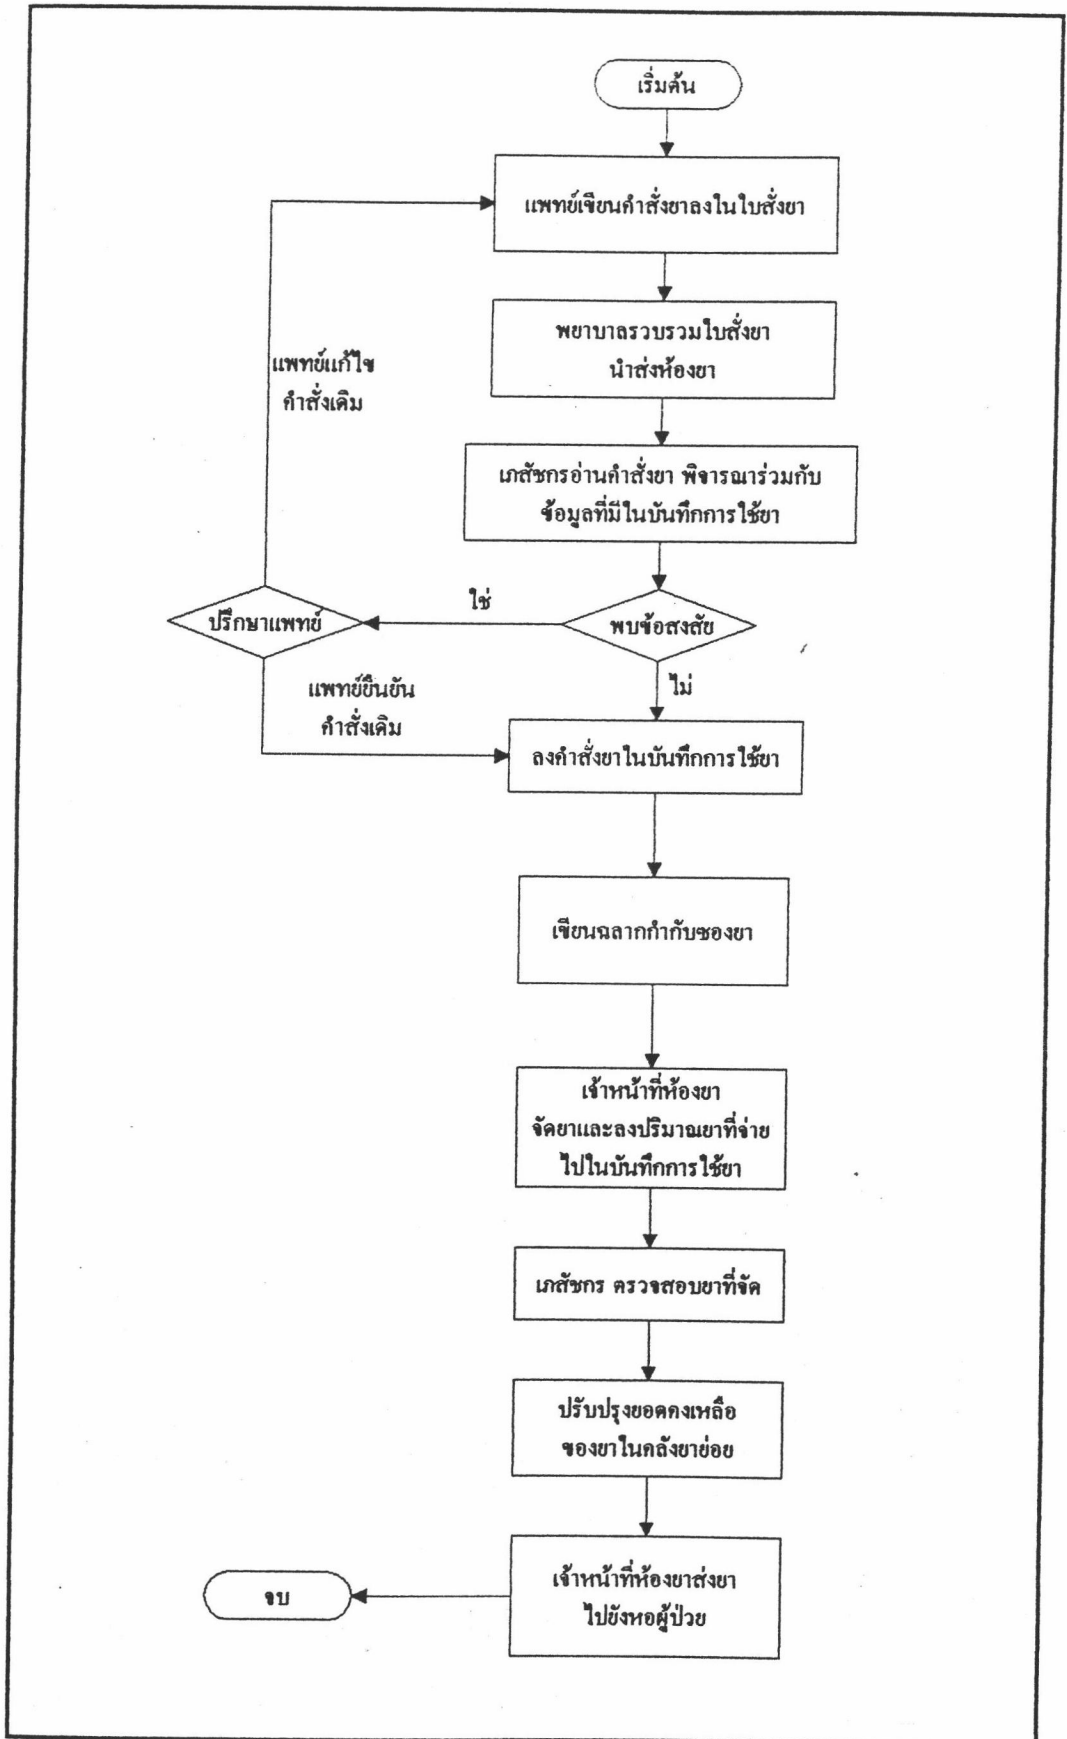 เริ่มต้น
แพทย์เขียนคำสั่งยาลงในใบสั่งยา
พยาบาลรวบรวมใบสั่งยา
นำส่งห้องยา
แพทย์แก้ไข
คำสั่งเดิม
เภสัชกรอ่านคำสั่งยา พิจารณาร่วมกับ
ข้อมูลที่มีในบันทึกการใช้ยา
ปรึกษาแพทย์
ใช่
พบข้อสงสัย
แพทย์ยืนยัน
คำสั่งเดิม
ไม่
ลงคำสั่งยาในบันทึกการใช้ยา
เขียนฉลากกำกับซองยา
เจ้าหน้าที่ห้องยา
จัดยาและลงปริมาณยาที่จ่าย
ไปในบันทึกการใช้ยา
เภสัชกร ตรวจสอบยาที่จัด
ปรับปรุงยอดคงเหลือ
ของยาในคลังยาย่อย
เจ้าหน้าที่ห้องยาส่งยา
ไปยังหอผู้ป่วย
จบ